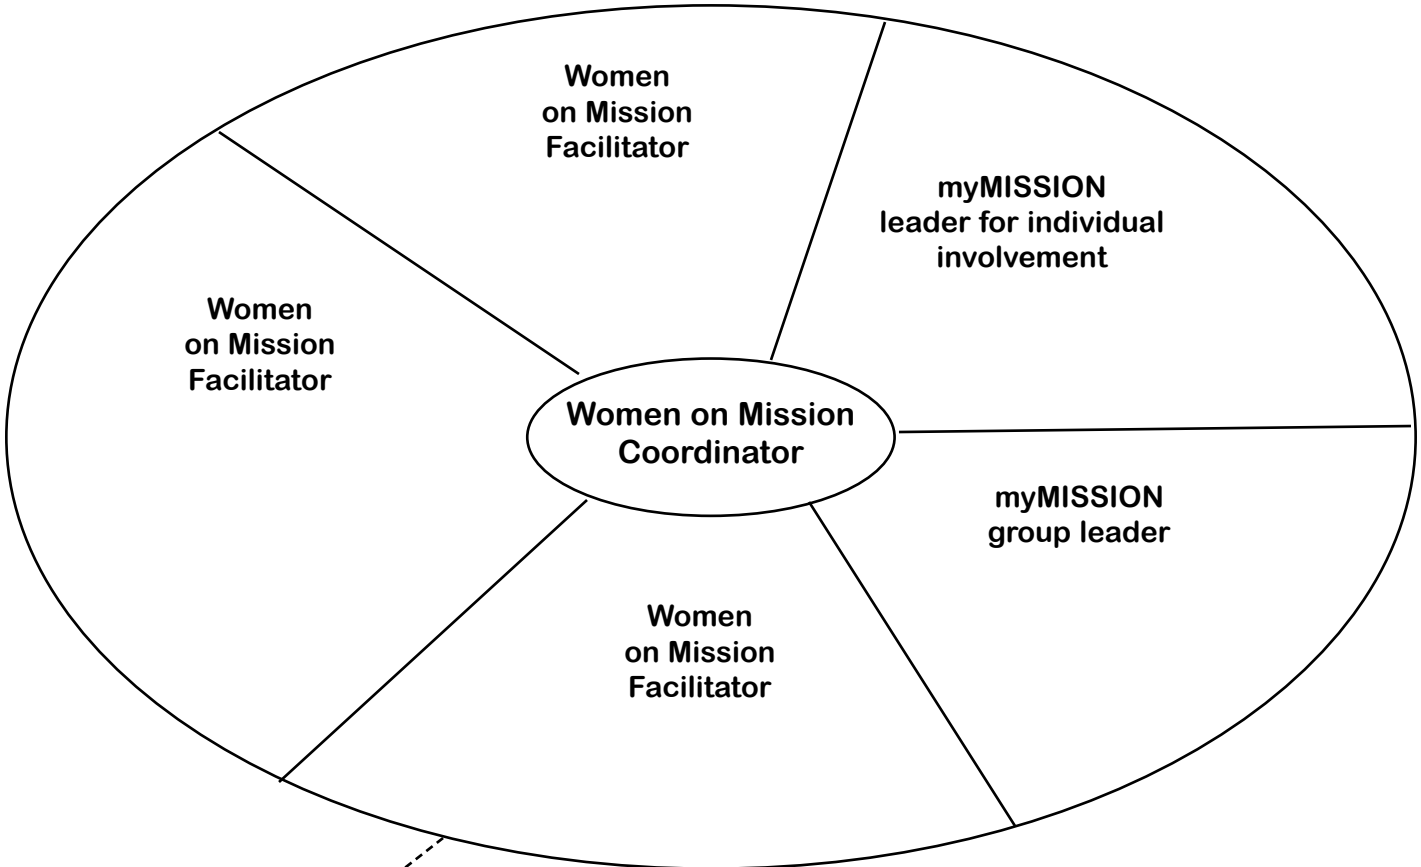 Women
on Mission
Facilitator
myMISSION
leader for individual
involvement
Women
on Mission
Facilitator
Women on Mission
Coordinator
myMISSION
group leader
Women
on Mission
Facilitator